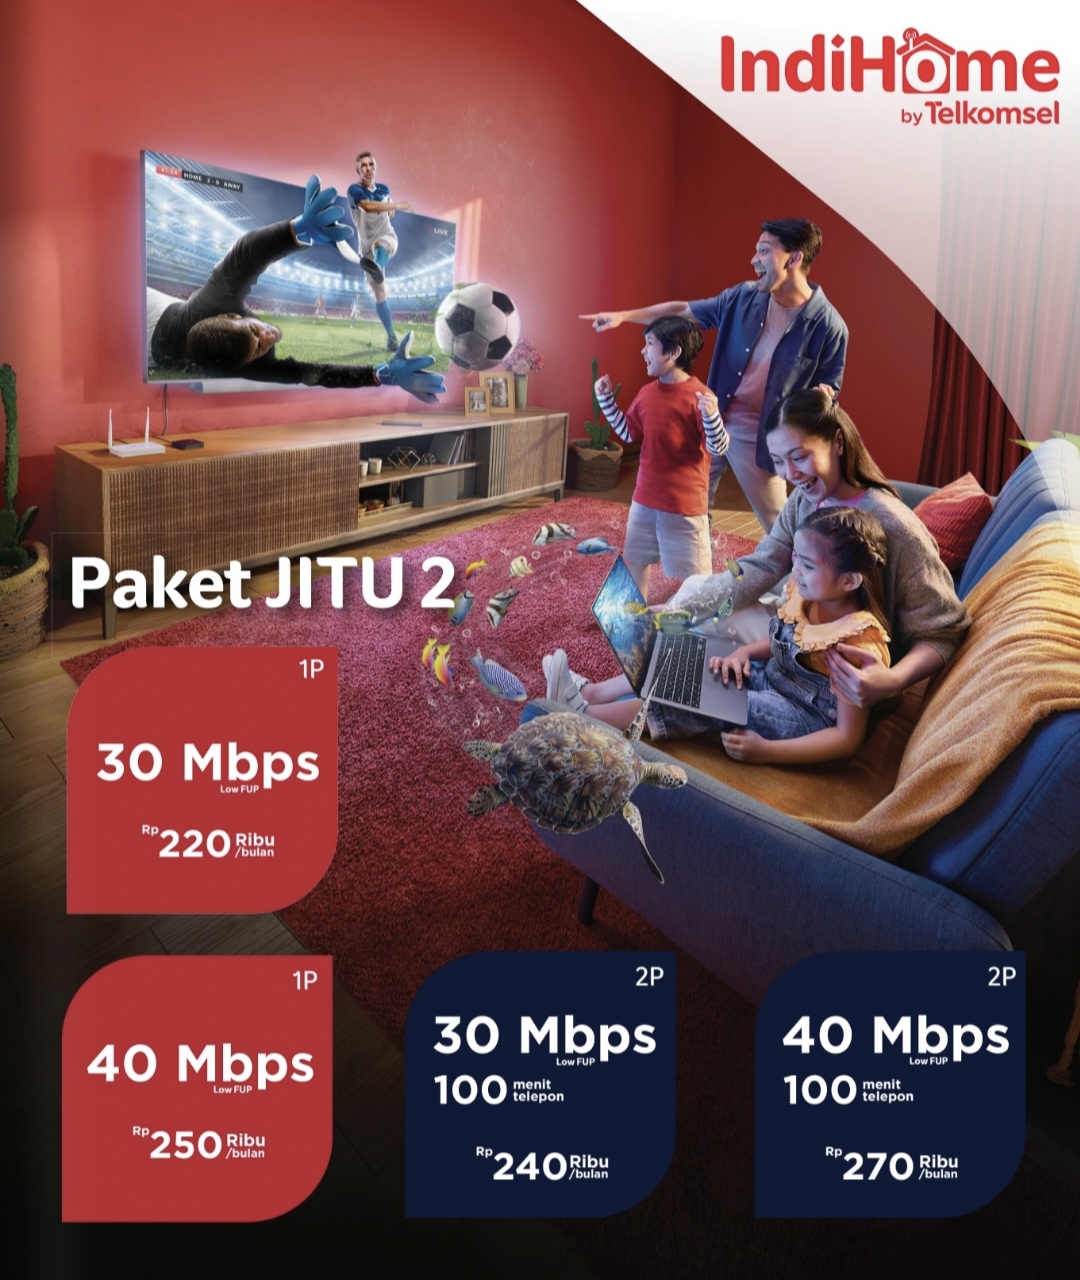 IndiHome
by Telkomsel
HOME 2 - 0 AWAY
LIVE
Paket JITU 2
1P
30 Mbps
Low FUP
Rp220 Ribu
/bulan
1P
40 Mbps
Low FUP
Rp250 Ribu
/bulan
2P
30 Mbps
Low FUP
100 menit
telepon
Rp240 Ribu
/bulan
2P
40 Mbps
Low FUP
100 menit
telepon
Rp270 Ribu
/bulan